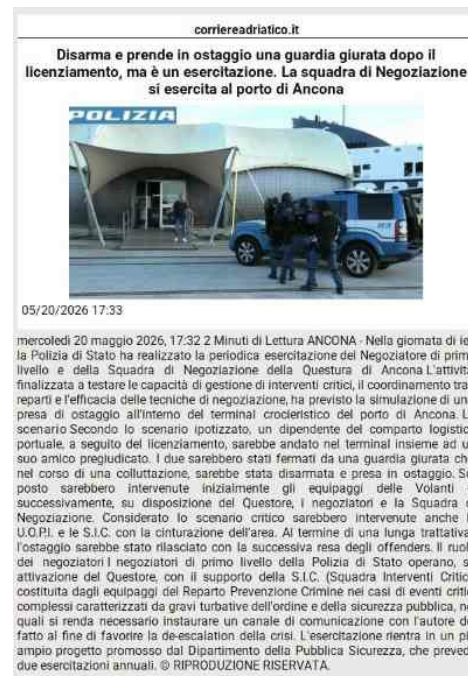 corriereadriatico.it
Disarma e prende in ostaggio una guardia giurata dopo il
licenziamento, ma è un esercitazione. La squadra di Negoziazione
si esercita al porto di Ancona
POLIZIA
05/20/2026 17:33
mercoledì 20 maggio 2026, 17:32 2 Minuti di Lettura ANCONA - Nella giornata di
la Polizia di Stato ha realizzato la periodica esercitazione del Negoziatore di
livello e della Squadra di Negoziazione della Questura di Ancona L'attività
finalizzata a testare le capacità di gestione di interventi critici, il coordinamento tra
reparti e l'efficacia delle tecniche di negoziazione, ha previsto la simulazione di
presa di ostaggio all'interno del terminal crocieristico del porto di Ancona.
scenario Secondo lo scenario ipotizzato, un dipendente del comparto
portuale, a seguito del licenziamento, sarebbe andato nel terminal insieme ad
suo amico pregiudicato. I due sarebbero stati fermati da una guardia giurata
nel corso di una colluttazione, sarebbe stata disarmata e presa in ostaggio.
posto sarebbero intervenute inizialmente gli equipaggi delle Volanti
successivamente, su disposizione del Questore, i negoziatori e la Squadra
Negoziazione. Considerato lo scenario critico sarebbero intervenute anche
U.O.P.I. e le S.I.C. con la cinturazione dell'area. Al termine di una lunga trattativa
l'ostaggio sarebbe stato rilasciato con la successiva resa degli offenders. Il
dei negoziatori I negoziatori di primo livello della Polizia di Stato operano,
attivazione del Questore, con il supporto della S.I.C. (Squadra Interventi
costituita dagli equipaggi del Reparto Prevenzione Crimine nei casi di eventi
complessi caratterizzati da gravi turbative dell'ordine e della sicurezza pubblica,
quali si renda necessario instaurare un canale di comunicazione con l'autore
fatto al fine di favorire la de-escalation della crisi. L'esercitazione rientra in un
ampio progetto promosso dal Dipartimento della Pubblica Sicurezza, che
due esercitazioni annuali. © RIPRODUZIONE RISERVATA.